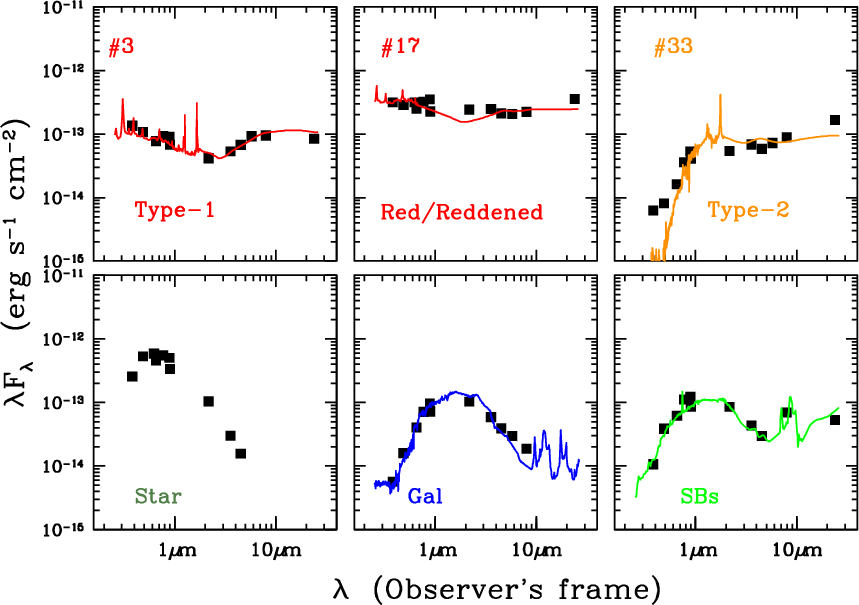 10⁻¹¹
#3
#17
#33
10⁻¹²
10⁻¹³
10⁻¹⁴
Type−1
Red/Reddened
Type−2
10⁻¹⁵
10⁻¹¹
10⁻¹²
10⁻¹³
10⁻¹⁴
Star
Gal
SBs
10⁻¹⁵
1μm 10μm 1μm 10μm 1μm 10μm
λF_λ (erg s⁻¹ cm⁻²)
λ (Observer's frame)